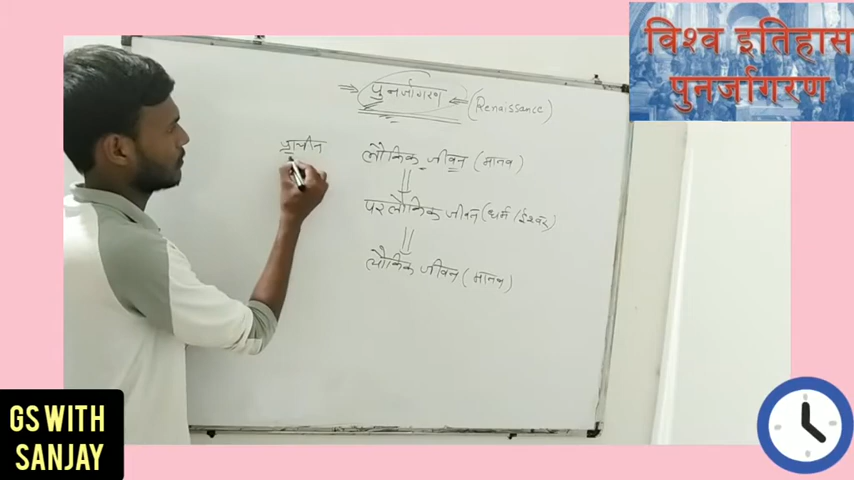 विश्व इतिहास
पुनर्जागरण
⇒ पुनर्जागरण ⇐ (Renaissance)
प्राचीन लौकिक जीवन (मानव)
⇓
परलौकिक जीवन (धर्म / ईश्वर)
⇓
लौकिक जीवन (मानव)
GS WITH
SANJAY